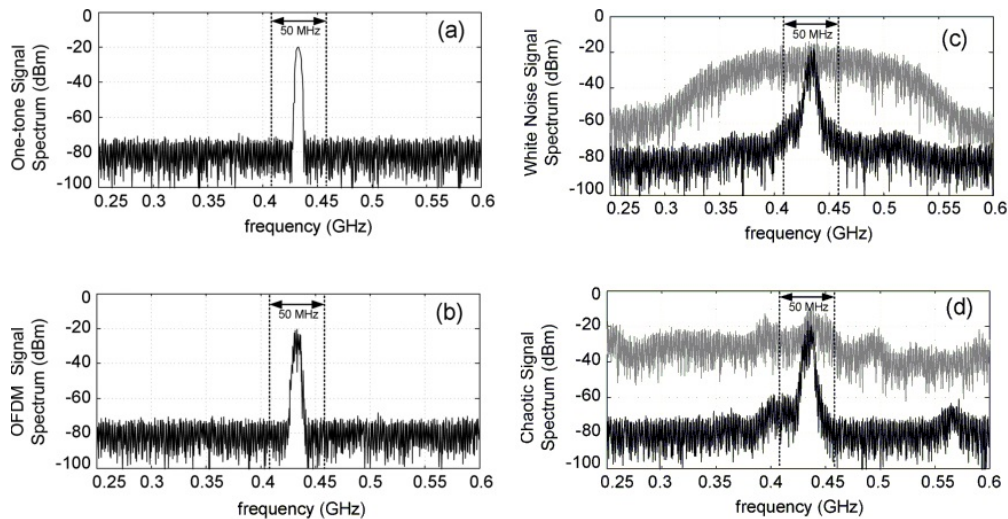 0
(a)
50 MHz
-20
-40
-60
-80
-100
One-tone Signal
Spectrum (dBm)
0.25
0.3
0.35
0.4
0.45
0.5
0.55
0.6
frequency (GHz)
0
(c)
50 MHz
-20
-40
-60
-80
-100
White Noise Signal
Spectrum (dBm)
0.25
0.3
0.35
0.4
0.45
0.5
0.55
0.6
frequency (GHz)
0
(b)
50 MHz
-20
-40
-60
-80
-100
OFDM Signal
Spectrum (dBm)
0.25
0.3
0.35
0.4
0.45
0.5
0.55
0.6
frequency (GHz)
0
(d)
50 MHz
-20
-40
-60
-80
-100
Chaotic Signal
Spectrum (dBm)
0.25
0.3
0.35
0.4
0.45
0.5
0.55
0.6
frequency (GHz)